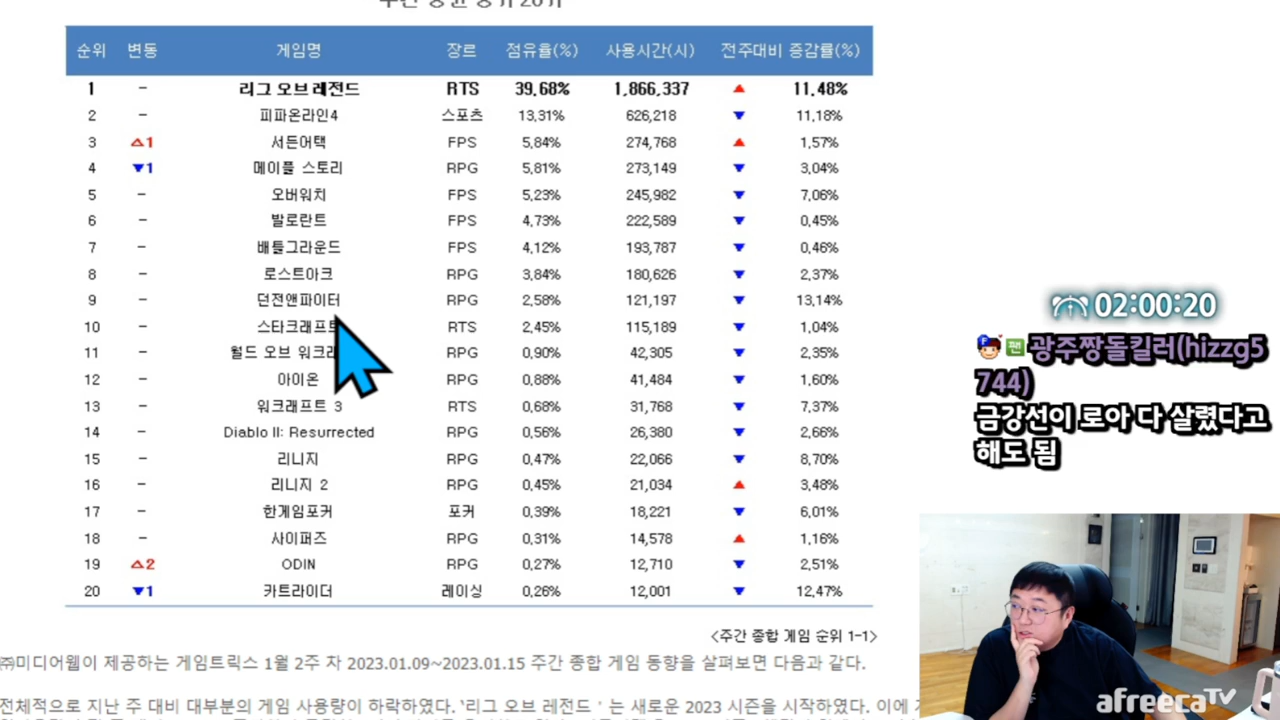 주간 종합 순위 20위
순위 변동 게임명 장르 점유율(%) 사용시간(시) 전주대비 증감률(%)
1 - 리그 오브 레전드 RTS 39.68% 1,866,337 ▲ 11.48%
2 - 피파온라인4 스포츠 13.31% 626,218 ▼ 11.18%
3 △1 서든어택 FPS 5.84% 274,768 ▲ 1.57%
4 ▼1 메이플 스토리 RPG 5.81% 273,149 ▼ 3.04%
5 - 오버워치 FPS 5.23% 245,982 ▼ 7.06%
6 - 발로란트 FPS 4.73% 222,589 ▼ 0.45%
7 - 배틀그라운드 FPS 4.12% 193,787 ▼ 0.46%
8 - 로스트아크 RPG 3.84% 180,626 ▼ 2.37%
9 - 던전앤파이터 RPG 2.58% 121,197 ▼ 13.14%
10 - 스타크래프트 RTS 2.45% 115,189 ▼ 1.04%
11 - 월드 오브 워크래 RPG 0.90% 42,305 ▼ 2.35%
12 - 아이온 RPG 0.88% 41,484 ▼ 1.60%
13 - 워크래프트 3 RTS 0.68% 31,768 ▼ 7.37%
14 - Diablo II: Resurrected RPG 0.56% 26,380 ▼ 2.66%
15 - 리니지 RPG 0.47% 22,066 ▼ 8.70%
16 - 리니지 2 RPG 0.45% 21,034 ▲ 3.48%
17 - 한게임포커 포커 0.39% 18,221 ▼ 6.01%
18 - 사이퍼즈 RPG 0.31% 14,578 ▲ 1.16%
19 △2 ODIN RPG 0.27% 12,710 ▼ 2.51%
20 ▼1 카트라이더 레이싱 0.26% 12,001 ▼ 12.47%
<주간 종합 게임 순위 1-1>
㈜미디어웹이 제공하는 게임트릭스 1월 2주 차 2023.01.09~2023.01.15 주간 종합 게임 동향을 살펴보면 다음과 같다.
전체적으로 지난 주 대비 대부분의 게임 사용량이 하락하였다. '리그 오브 레전드 ' 는 새로운 2023 시즌을 시작하였다. 이에
02:00:20
팬 광주짱돌킬러(hizzg5
744)
금강선이 로아 다 살렸다고
해도 됨
afreecaTV